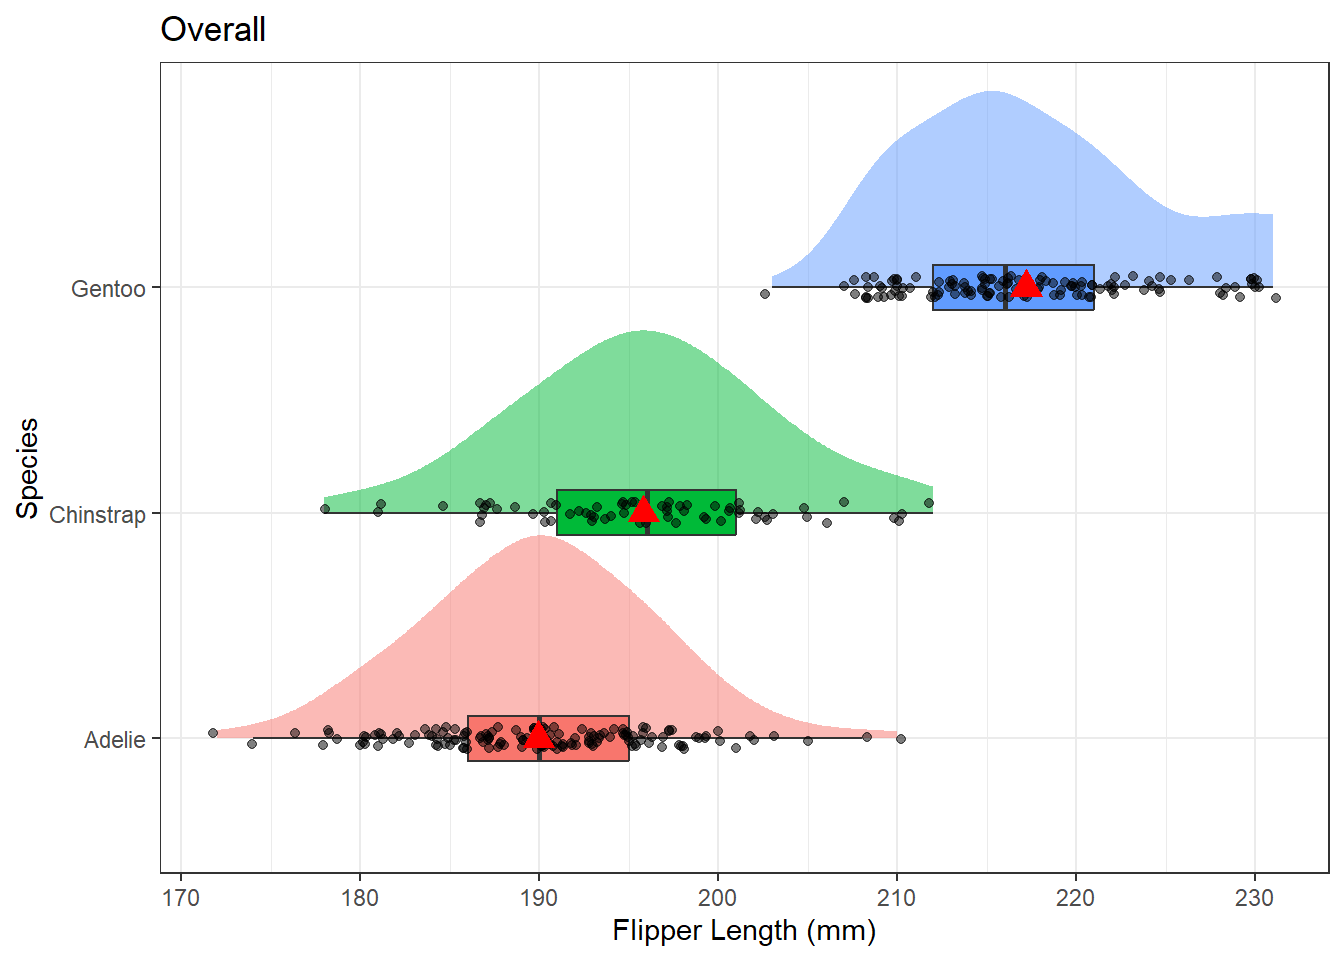 Overall
Species
Gentoo
Chinstrap
Adelie
170 180 190 200 210 220 230
Flipper Length (mm)